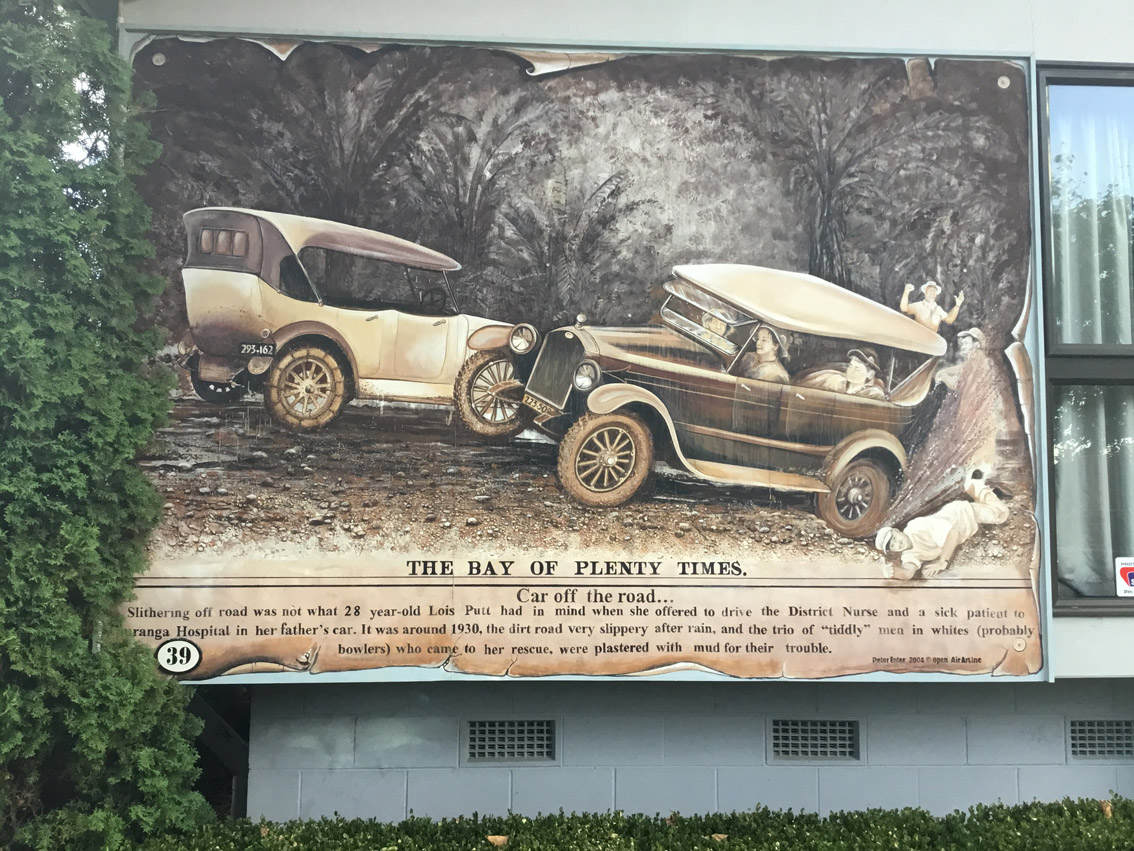 293-162
THE BAY OF PLENTY TIMES.
Car off the road...
Slithering off road was not what 28 year-old Lois Putt had in mind when she offered to drive the District Nurse and a sick patient to
uranga Hospital in her father's car. It was around 1930, the dirt road very slippery after rain, and the trio of "tiddly" men in whites (probably
bowlers) who came to her rescue, were plastered with mud for their trouble.
39
Peter Enter 2004 © Open Air Art Inc